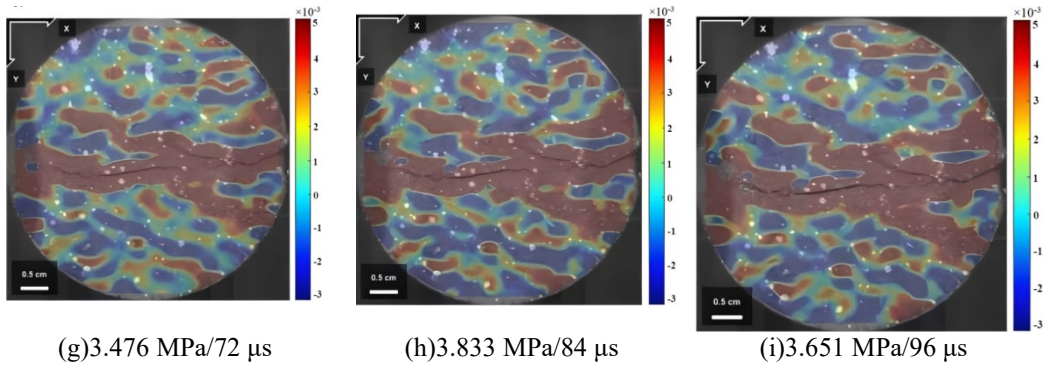 ×10⁻³ ×10⁻³ ×10⁻³
X X X
Y Y Y
5 5 5
4 4 4
3 3 3
2 2 2
1 1 1
0 0 0
-1 -1 -1
-2 -2 -2
-3 -3 -3
0.5 cm 0.5 cm 0.5 cm
(g)3.476 MPa/72 μs (h)3.833 MPa/84 μs (i)3.651 MPa/96 μs